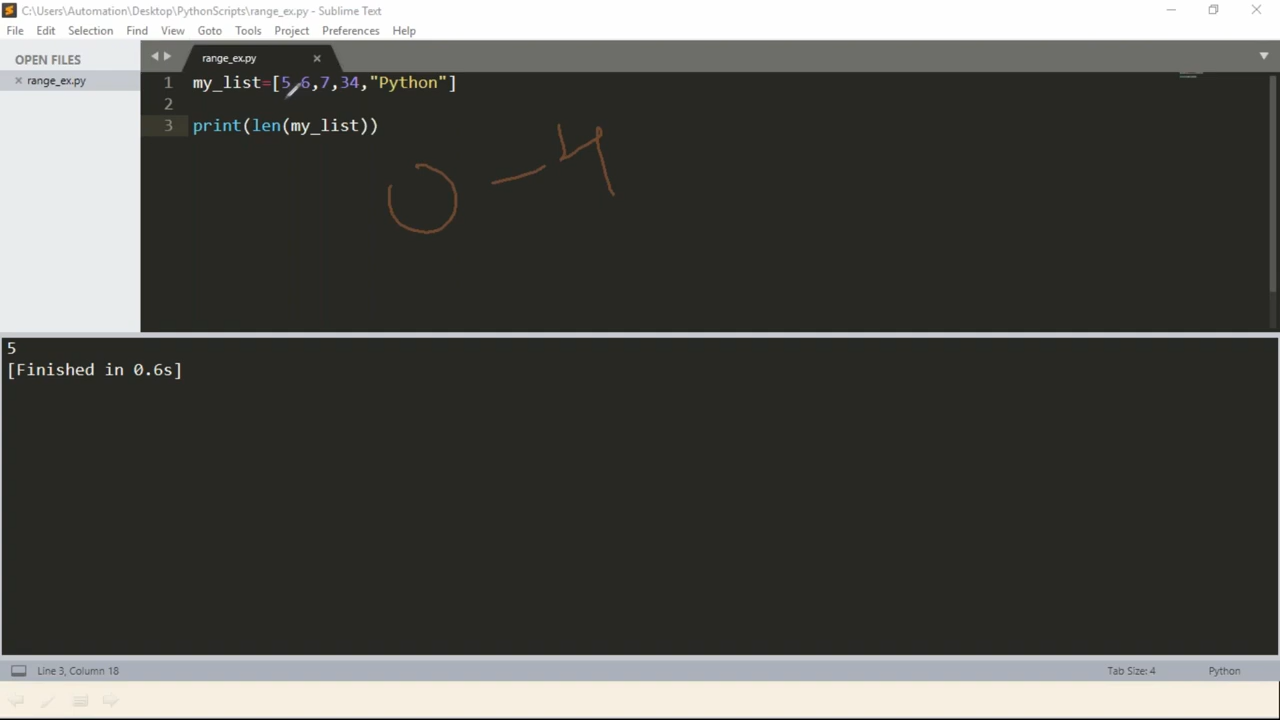 C:\Users\Automation\Desktop\PythonScripts\range_ex.py - Sublime Text
File Edit Selection Find View Goto Tools Project Preferences Help
OPEN FILES
range_ex.py
range_ex.py
1 my_list=[5,6,7,34,"Python"]
2
3 print(len(my_list))
0 - 4
5
[Finished in 0.6s]
Line 3, Column 18
Tab Size: 4
Python